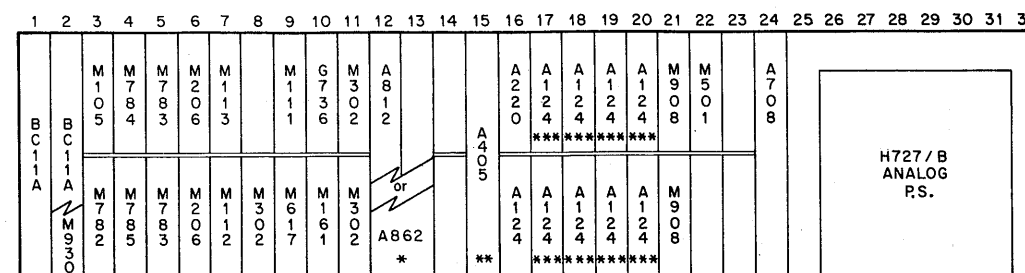 1 2 3 4 5 6 7 8 9 10 11 12 13 14 15 16 17 18 19 20 21 22 23 24 25 26 27 28 29 30 31 3
BC11A
BC11A
M930
M105 M784 M783 M206 M113 M111 G736 M302 A812
A405
**
A220 A124 A124 A124 A124 M908 M501 A708
*** *** *** ***
M782 M785 M783 M206 M112 M302 M617 M161 M302
or
A862
*
A124 A124 A124 A124 A124 M908
*** *** *** ***
H727/B
ANALOG
P.S.